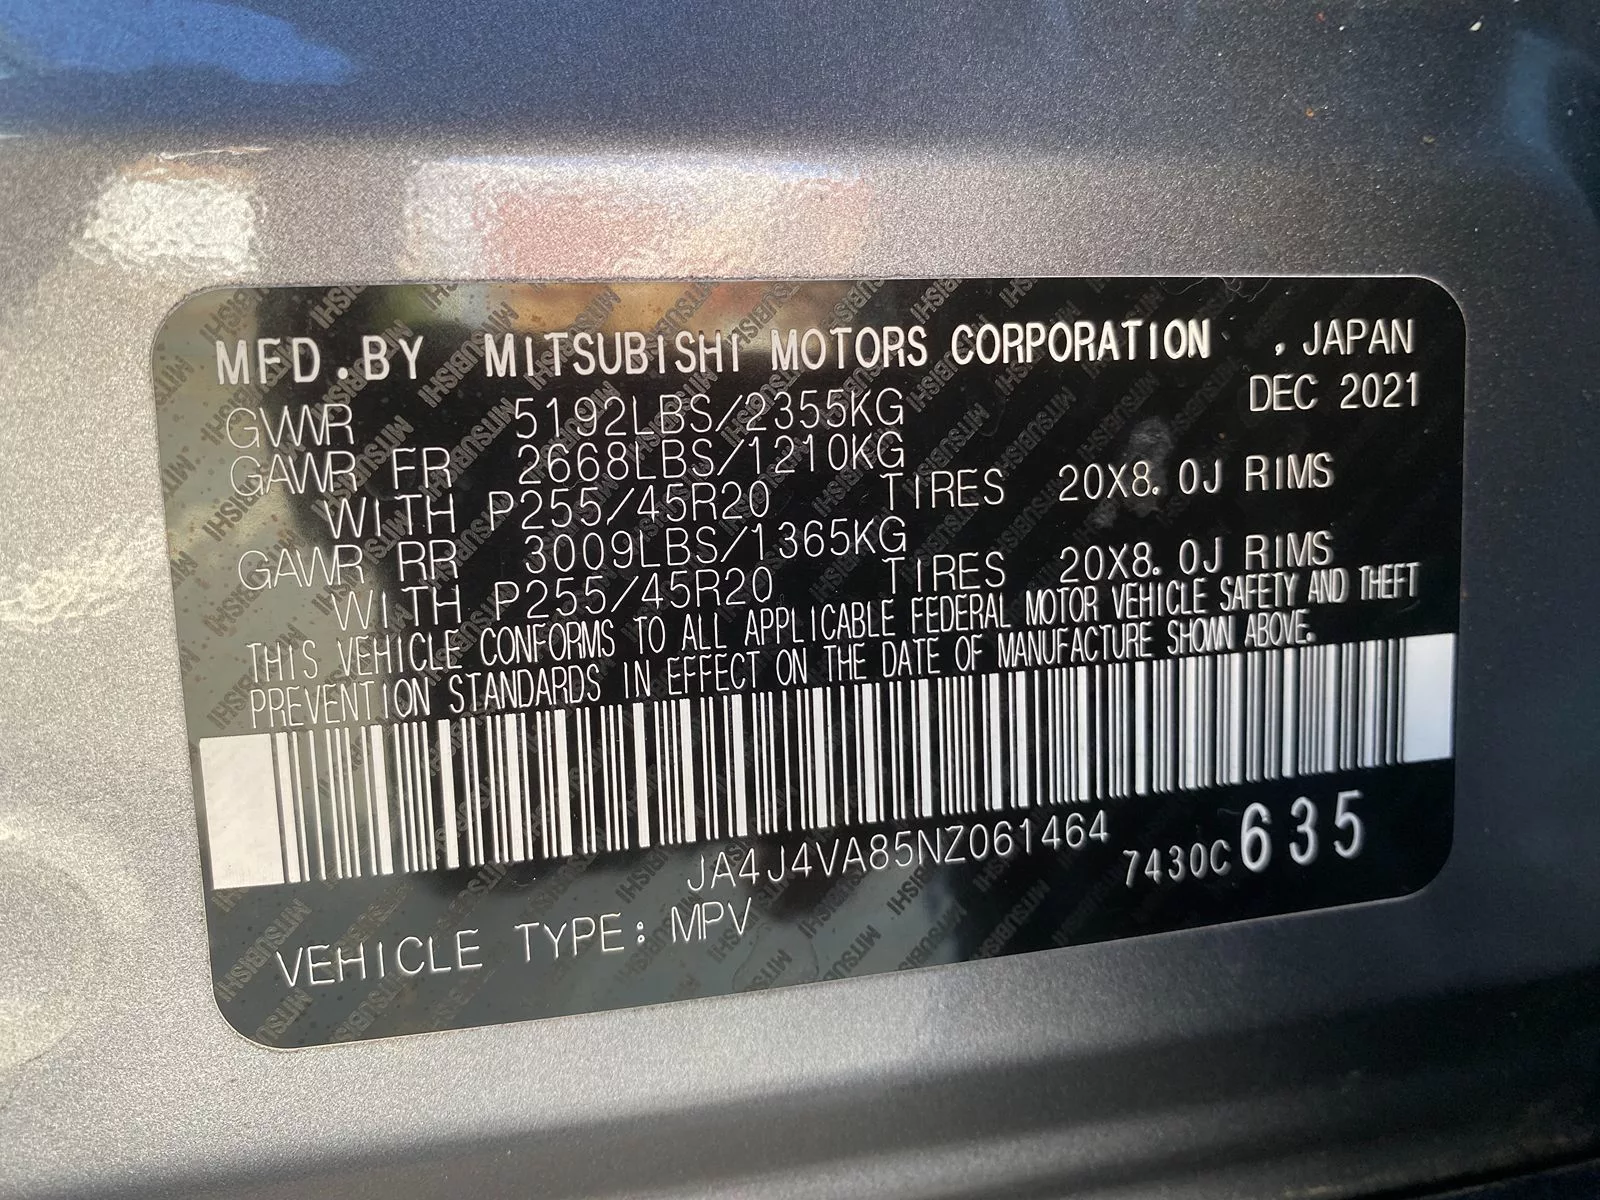 MFD.BY MITSUBISHI MOTORS CORPORATION , JAPAN
DEC 2021
GVWR 5192LBS/2355KG
GAWR FR 2668LBS/1210KG
WITH P255/45R20 TIRES 20X8.0J RIMS
GAWR RR 3009LBS/1365KG
WITH P255/45R20 TIRES 20X8.0J RIMS
THIS VEHICLE CONFORMS TO ALL APPLICABLE FEDERAL MOTOR VEHICLE SAFETY AND THEFT
PREVENTION STANDARDS IN EFFECT ON THE DATE OF MANUFACTURE SHOWN ABOVE.
JA4J4VA85NZ061464 7430C635
VEHICLE TYPE: MPV